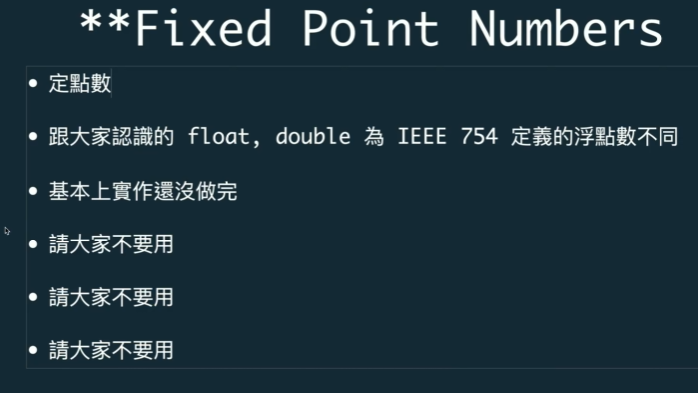 **Fixed Point Numbers
• 定點數
• 跟大家認識的 float, double 為 IEEE 754 定義的浮點數不同
• 基本上實作還沒做完
• 請大家不要用
• 請大家不要用
• 請大家不要用